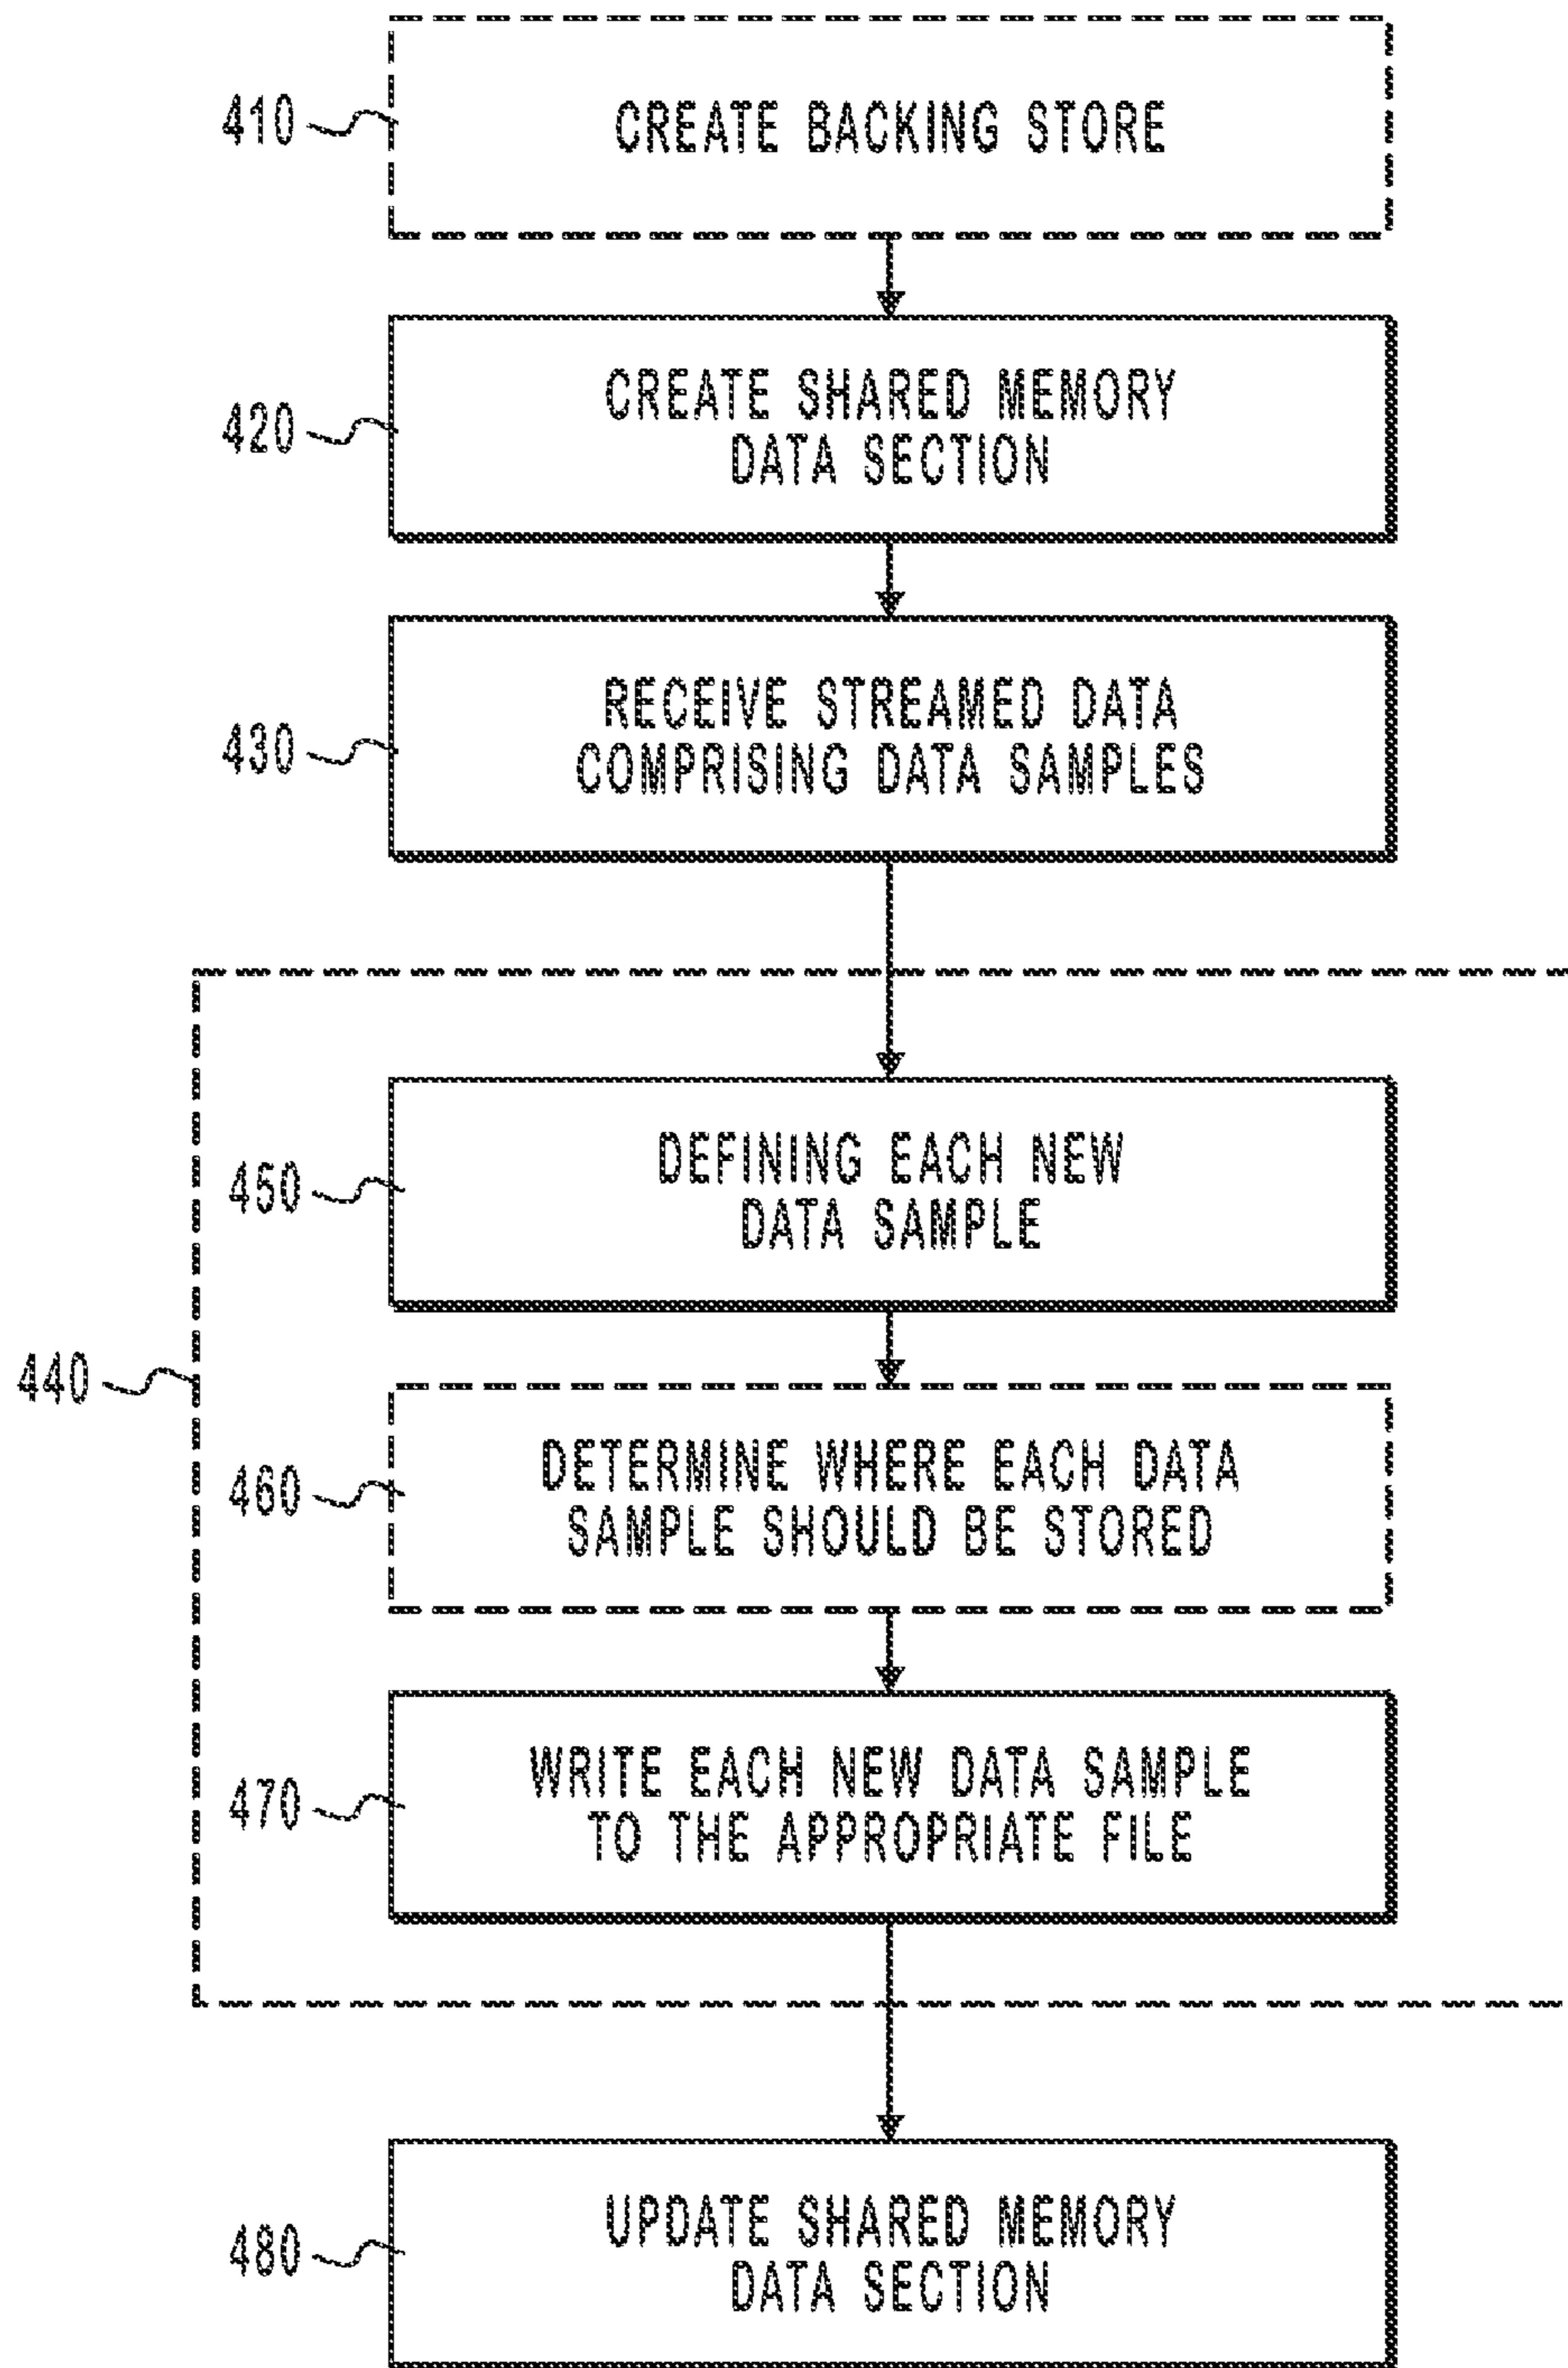 410
CREATE BACKING STORE
420
CREATE SHARED MEMORY
DATA SECTION
430
RECEIVE STREAMED DATA
COMPRISING DATA SAMPLES
440
450
DEFINING EACH NEW
DATA SAMPLE
460
DETERMINE WHERE EACH DATA
SAMPLE SHOULD BE STORED
470
WRITE EACH NEW DATA SAMPLE
TO THE APPROPRIATE FILE
480
UPDATE SHARED MEMORY
DATA SECTION